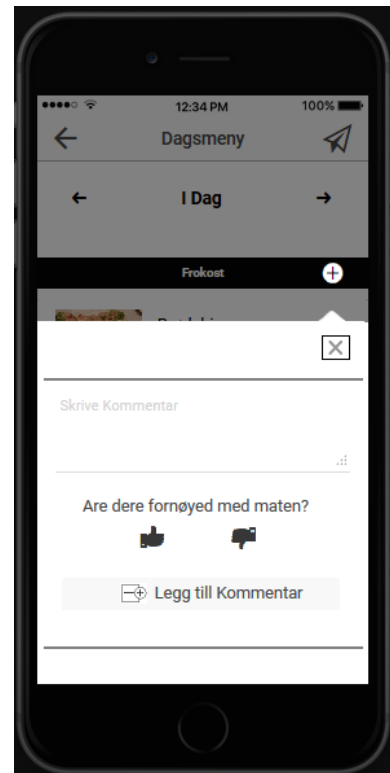 12:34 PM
100%
Dagsmeny
I Dag
Frokost
Skrive Kommentar
Are dere fornøyed med maten?
Legg till Kommentar